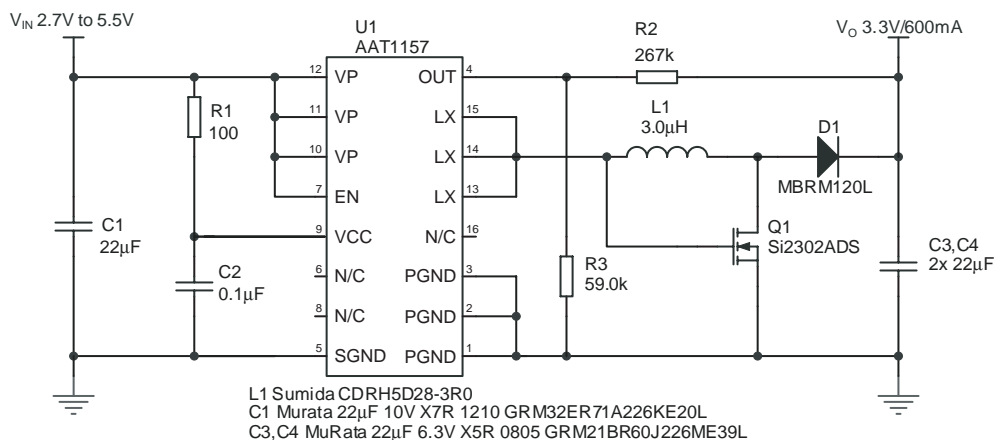 V_IN 2.7V to 5.5V
U1
AAT1157
V_O 3.3V/600mA
R2
267k
12 VP
11 VP
10 VP
7 EN
9 VCC
6 N/C
8 N/C
5 SGND
OUT 4
LX 15
LX 14
LX 13
N/C 16
PGND 3
PGND 2
PGND 1
R1
100
C1
22µF
C2
0.1µF
L1
3.0µH
D1
MBRM120L
Q1
Si2302ADS
R3
59.0k
C3,C4
2x 22µF
L1 Sumida CDRH5D28-3R0
C1 Murata 22µF 10V X7R 1210 GRM32ER71A226KE20L
C3,C4 MuRata 22µF 6.3V X5R 0805 GRM21BR60J226ME39L